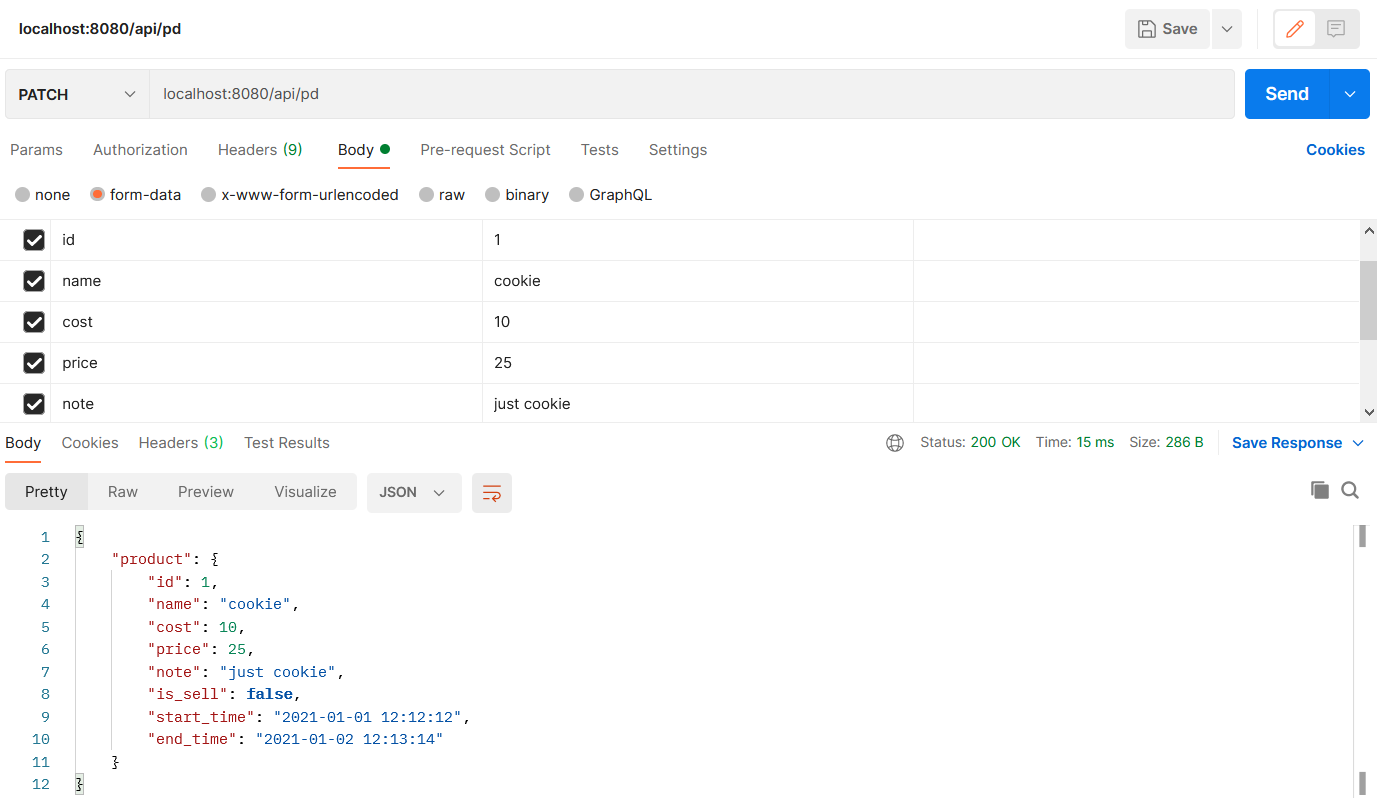 localhost:8080/api/pd Save
PATCH localhost:8080/api/pd Send
Params Authorization Headers (9) Body Pre-request Script Tests Settings Cookies
none form-data x-www-form-urlencoded raw binary GraphQL
id 1
name cookie
cost 10
price 25
note just cookie
Body Cookies Headers (3) Test Results Status: 200 OK Time: 15 ms Size: 286 B Save Response
Pretty Raw Preview Visualize JSON
1 {
2 "product": {
3 "id": 1,
4 "name": "cookie",
5 "cost": 10,
6 "price": 25,
7 "note": "just cookie",
8 "is_sell": false,
9 "start_time": "2021-01-01 12:12:12",
10 "end_time": "2021-01-02 12:13:14"
11 }
12 }